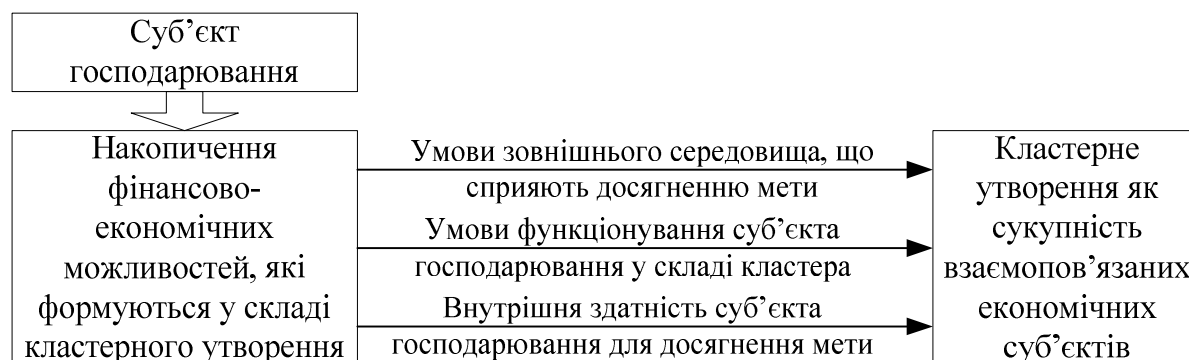 Суб’єкт
господарювання
Накопичення
фінансово-
економічних
можливостей, які
формуються у складі
кластерного утворення
Умови зовнішнього середовища, що
сприяють досягненню мети
Умови функціонування суб’єкта
господарювання у складі кластера
Внутрішня здатність суб’єкта
господарювання для досягнення мети
Кластерне
утворення як
сукупність
взаємопов’язаних
економічних
суб’єктів